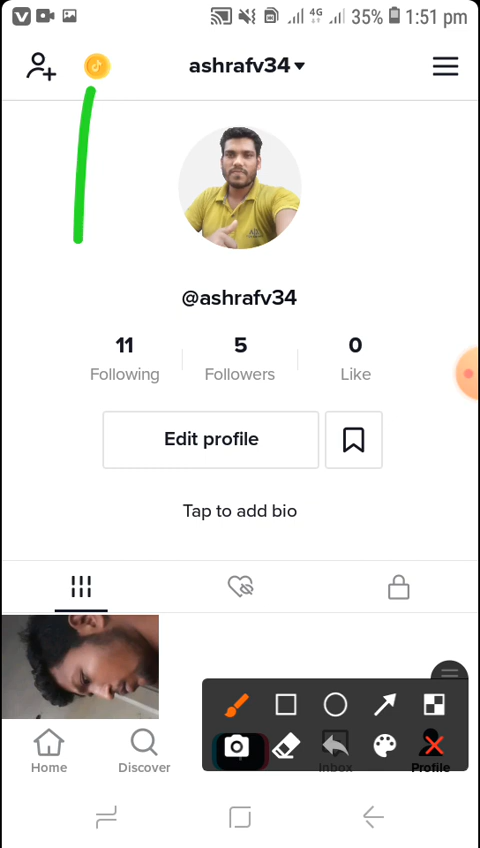 4G 35% 1:51 pm
ashrafv34
@ashrafv34
11 5 0
Following Followers Like
Edit profile
Tap to add bio
Home Discover Inbox Profile